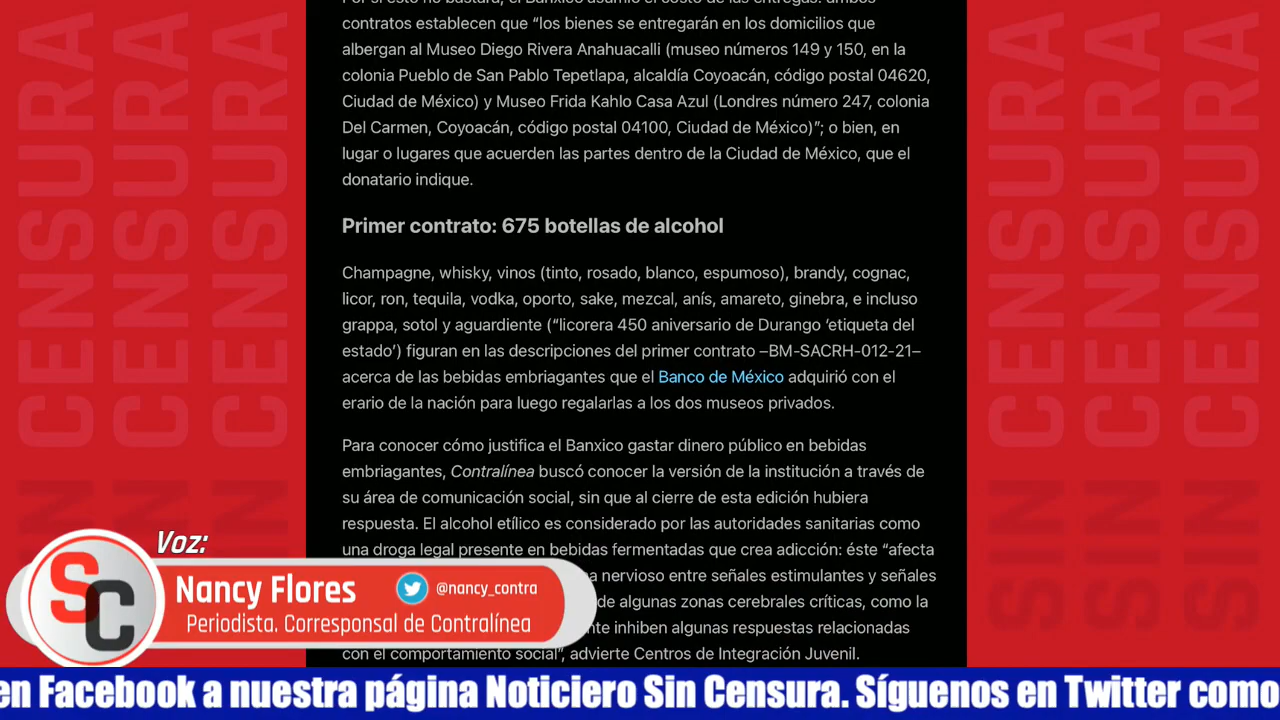 Por si esto no bastara, el Banxico asumió el costo de las entregas: ambos
contratos establecen que “los bienes se entregarán en los domicilios que
albergan al Museo Diego Rivera Anahuacalli (museo números 149 y 150, en la
colonia Pueblo de San Pablo Tepetlapa, alcaldía Coyoacán, código postal 04620,
Ciudad de México) y Museo Frida Kahlo Casa Azul (Londres número 247, colonia
Del Carmen, Coyoacán, código postal 04100, Ciudad de México)”; o bien, en
lugar o lugares que acuerden las partes dentro de la Ciudad de México, que el
donatario indique.
Primer contrato: 675 botellas de alcohol
Champagne, whisky, vinos (tinto, rosado, blanco, espumoso), brandy, cognac,
licor, ron, tequila, vodka, oporto, sake, mezcal, anís, amareto, ginebra, e incluso
grappa, sotol y aguardiente (“licorera 450 aniversario de Durango ‘etiqueta del
estado’) figuran en las descripciones del primer contrato –BM-SACRH-012-21–
acerca de las bebidas embriagantes que el Banco de México adquirió con el
erario de la nación para luego regalarlas a los dos museos privados.
Para conocer cómo justifica el Banxico gastar dinero público en bebidas
embriagantes, Contralínea buscó conocer la versión de la institución a través de
su área de comunicación social, sin que al cierre de esta edición hubiera
respuesta. El alcohol etílico es considerado por las autoridades sanitarias como
una droga legal presente en bebidas fermentadas que crea adicción: éste “afecta
a nervioso entre señales estimulantes y señales
de algunas zonas cerebrales críticas, como la
nte inhiben algunas respuestas relacionadas
con el comportamiento social”, advierte Centros de Integración Juvenil.
SIN CENSURA
SIN CENSURA
SIN CENSURA
SIN CENSURA
SIN CENSURA
SIN CENSURA
Voz:
SC
Nancy Flores
@nancy_contra
Periodista. Corresponsal de Contralínea
en Facebook a nuestra página Noticiero Sin Censura. Síguenos en Twitter como